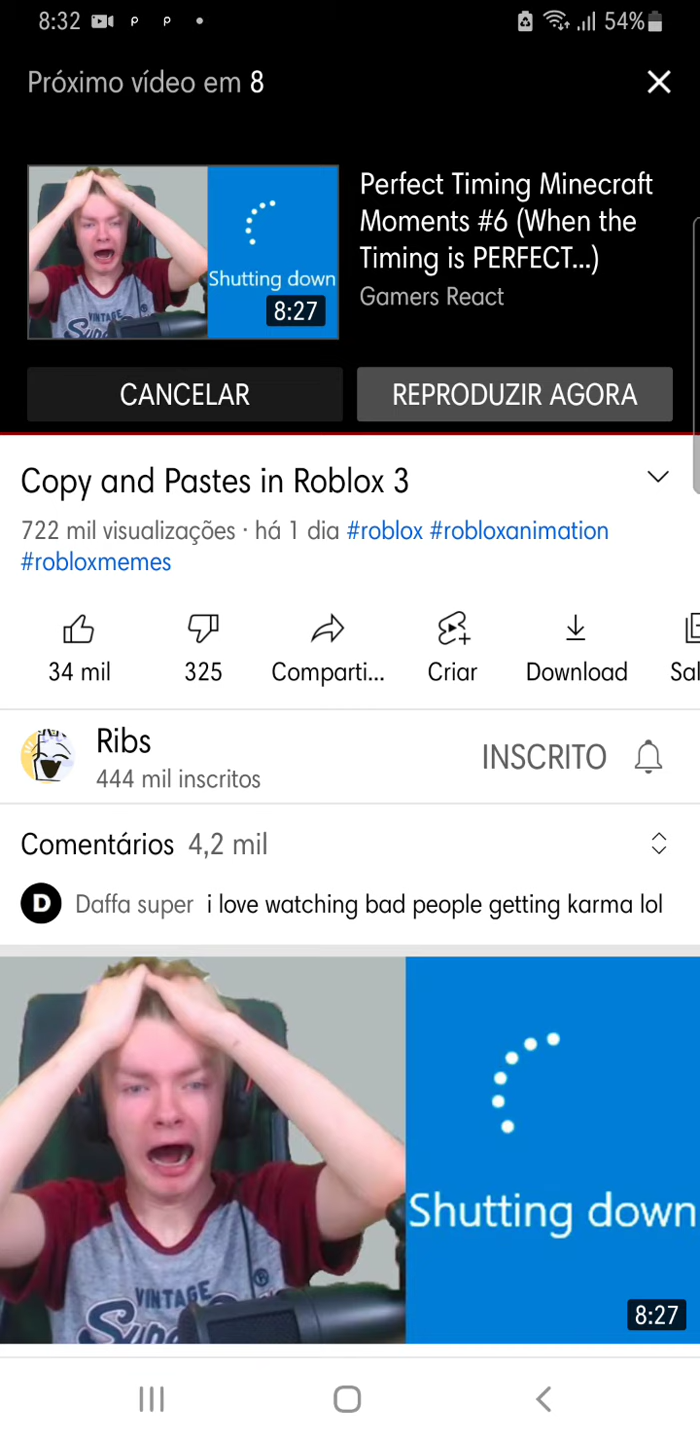 8:32 P P 54%
Próximo vídeo em 8
Perfect Timing Minecraft
Moments #6 (When the
Timing is PERFECT...)
Gamers React
VINTAGE
Shutting down
8:27
CANCELAR REPRODUZIR AGORA
Copy and Pastes in Roblox 3
722 mil visualizações · há 1 dia #roblox #robloxanimation
#robloxmemes
34 mil 325 Comparti... Criar Download Sal
Ribs
444 mil inscritos
INSCRITO
Comentários 4,2 mil
D Daffa super i love watching bad people getting karma lol
Shutting down
VINTAGE
8:27